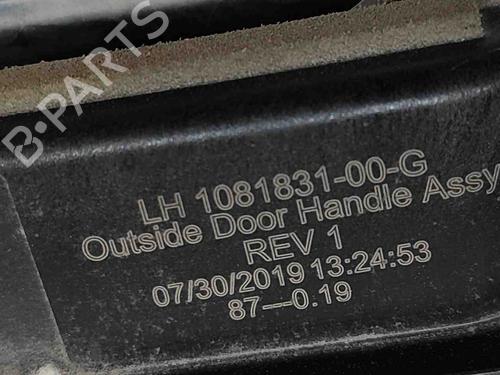 B-PARTS
LH 1081831-00-G
Outside Door Handle Assy
REV 1
07/30/2019 13:24:53
87—0.19